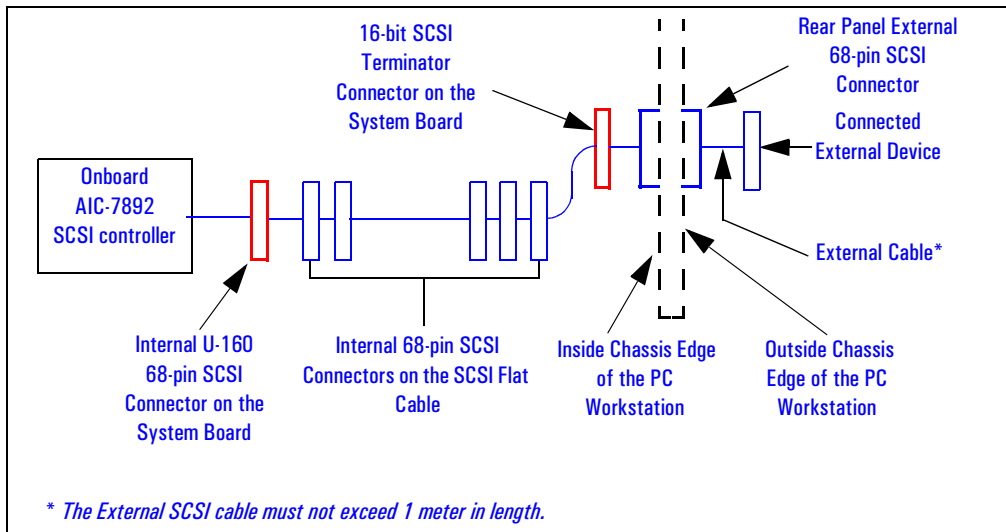 16-bit SCSI
Terminator
Connector on the
System Board
Rear Panel External
68-pin SCSI
Connector
Connected
External Device
Onboard
AIC-7892
SCSI controller
External Cable*
Internal U-160
68-pin SCSI
Connector on the
System Board
Internal 68-pin SCSI
Connectors on the SCSI Flat
Cable
Inside Chassis Edge
of the PC
Workstation
Outside Chassis
Edge of the PC
Workstation
* The External SCSI cable must not exceed 1 meter in length.